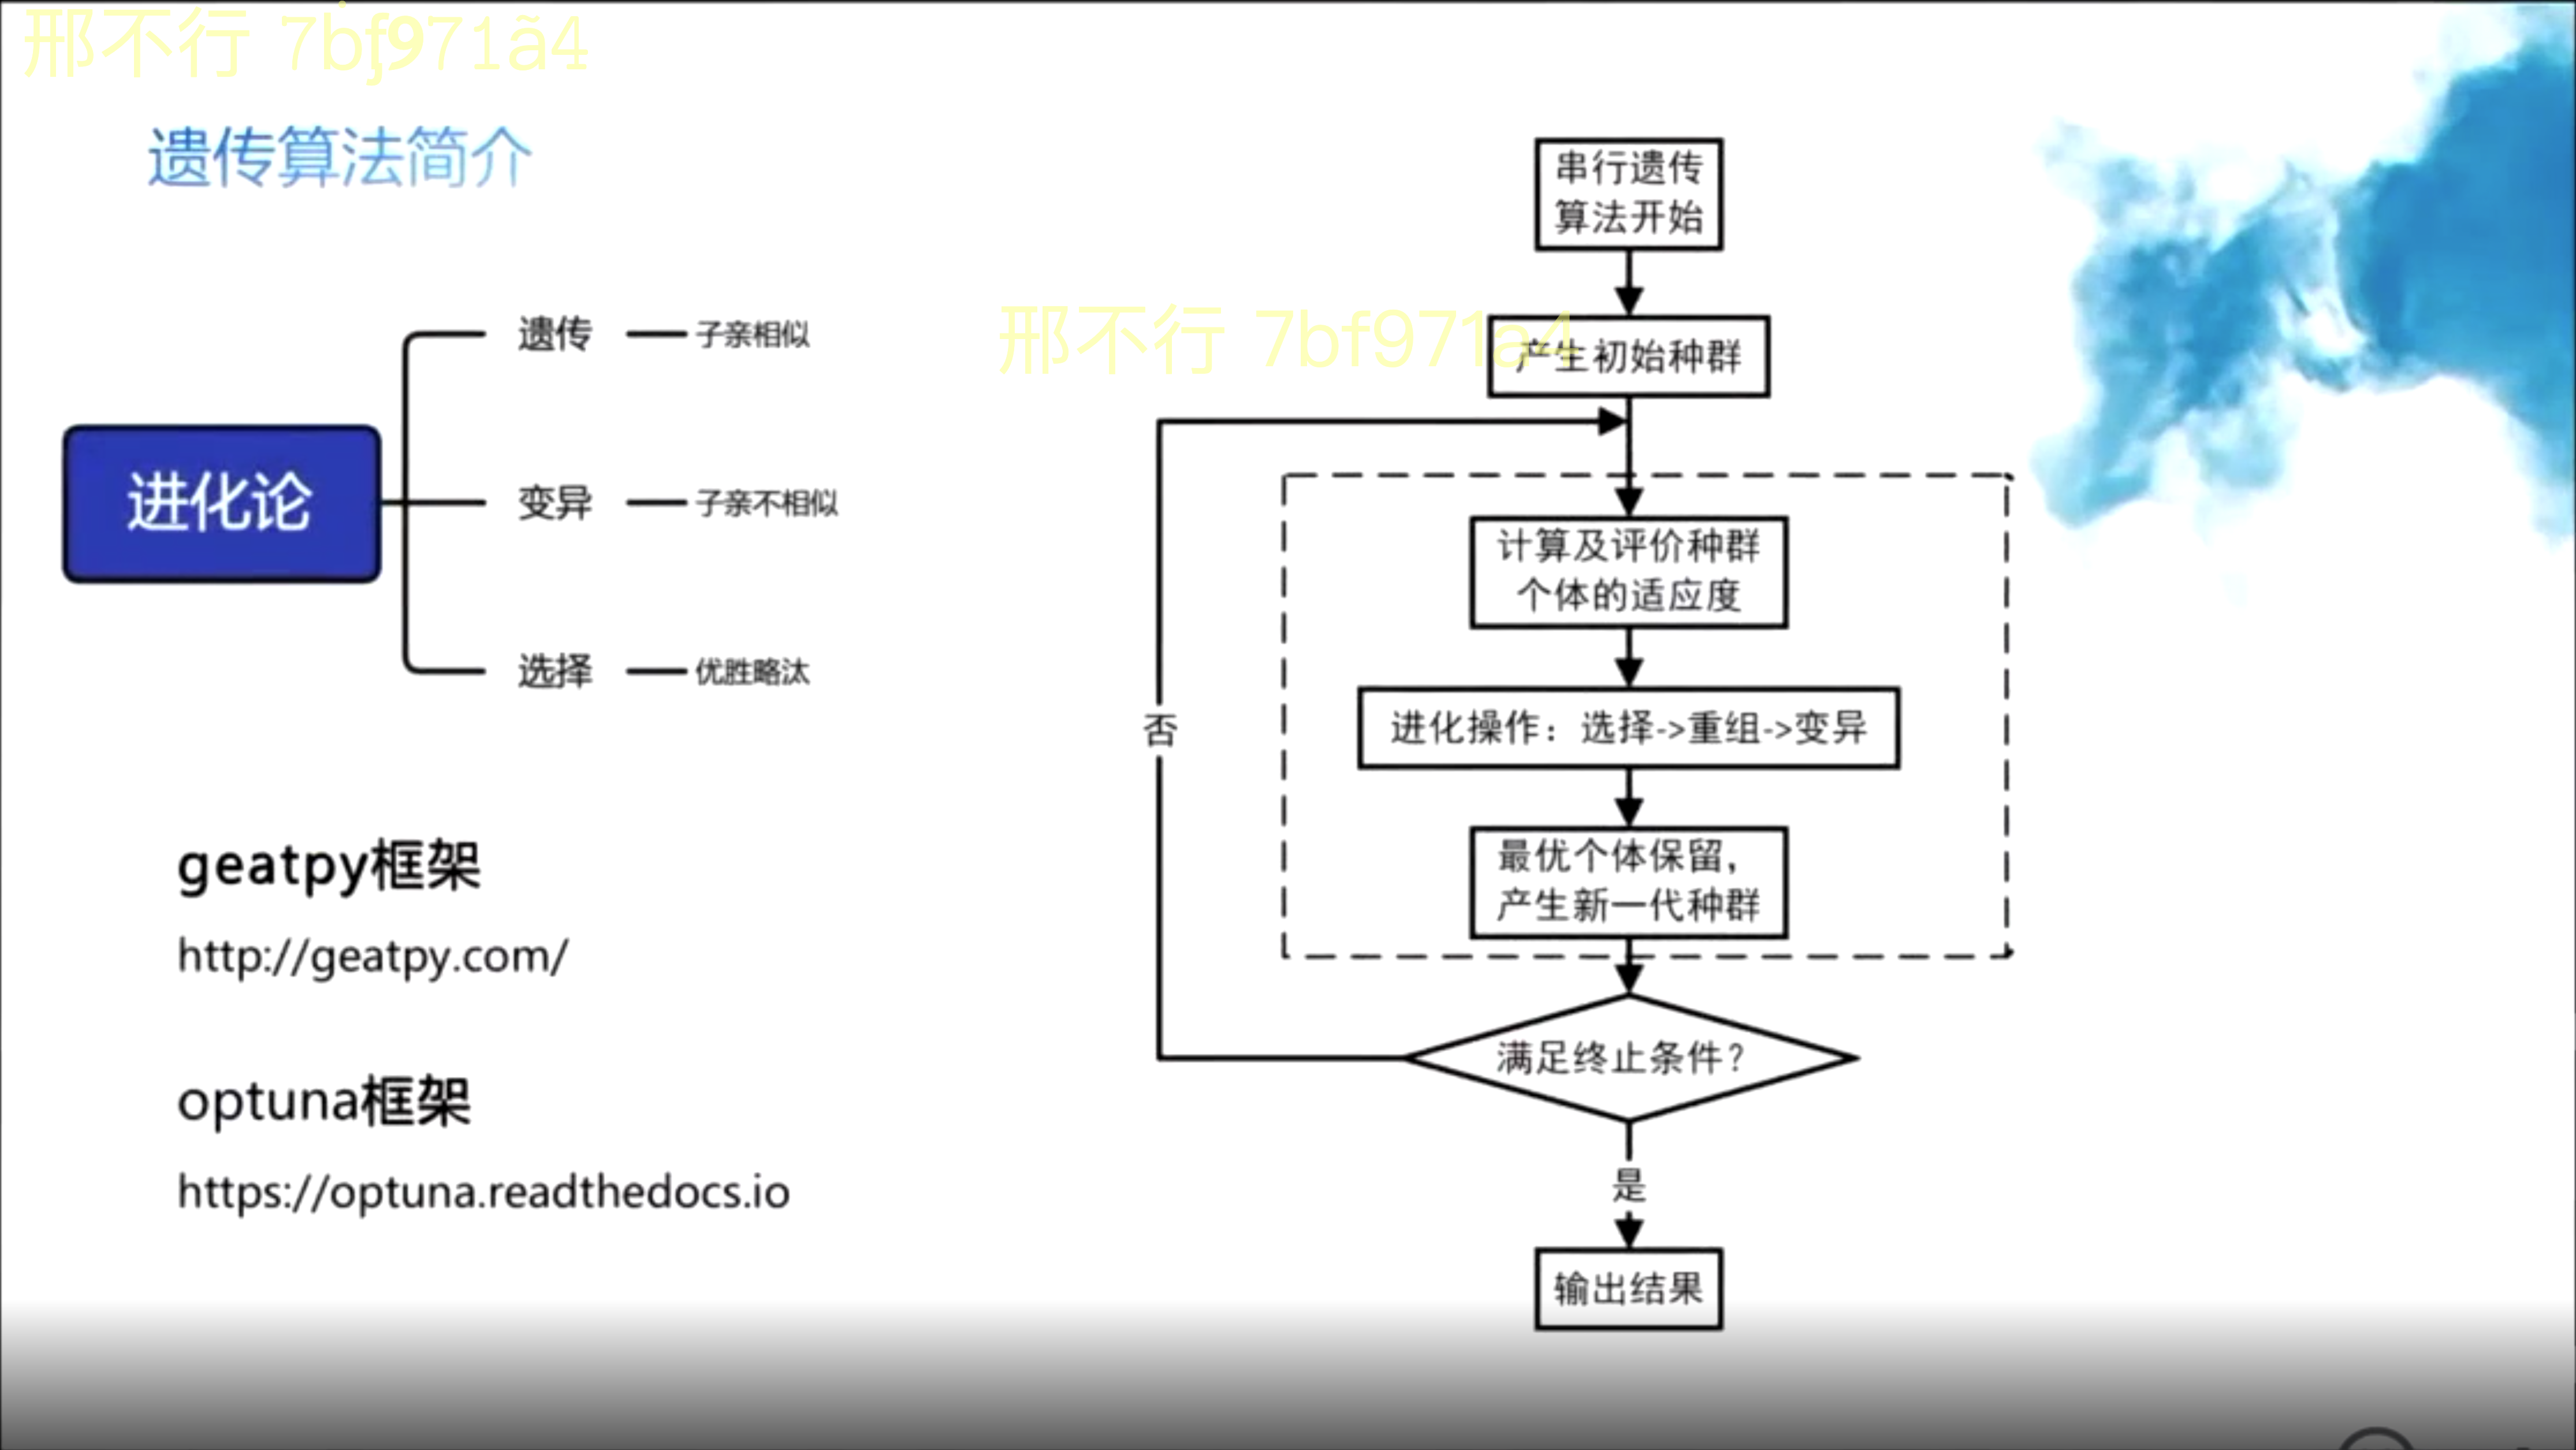 邢不行 7bf971a4
遗传算法简介
进化论
遗传
子亲相似
变异
子亲不相似
选择
优胜略汰
geatpy框架
http://geatpy.com/
optuna框架
https://optuna.readthedocs.io
邢不行 7bf971a4
串行遗传
算法开始
产生初始种群
计算及评价种群
个体的适应度
进化操作：选择->重组->变异
最优个体保留，
产生新一代种群
满足终止条件？
否
是
输出结果